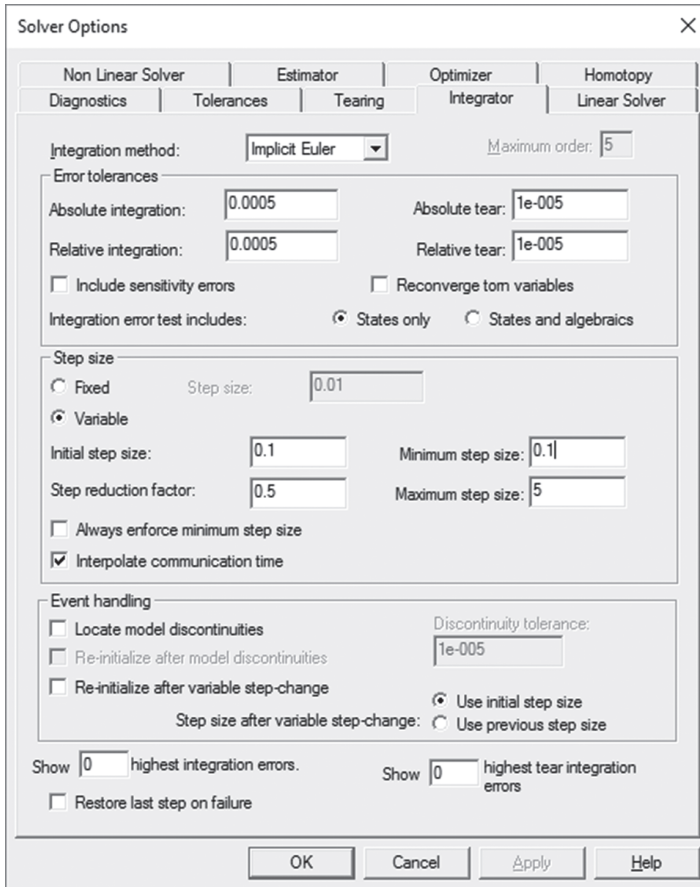 Solver Options
Non Linear Solver Estimator Optimizer Homotopy
Diagnostics Tolerances Tearing Integrator Linear Solver
Integration method: Implicit Euler Maximum order: 5
Error tolerances
Absolute integration: 0.0005 Absolute tear: 1e-005
Relative integration: 0.0005 Relative tear: 1e-005
Include sensitivity errors Reconverge torn variables
Integration error test includes: States only States and algebraics
Step size
Fixed Step size: 0.01
Variable
Initial step size: 0.1 Minimum step size: 0.1
Step reduction factor: 0.5 Maximum step size: 5
Always enforce minimum step size
Interpolate communication time
Event handling
Locate model discontinuities Discontinuity tolerance:
Re-initialize after model discontinuities 1e-005
Re-initialize after variable step-change
Step size after variable step-change: Use initial step size
Use previous step size
Show 0 highest integration errors. Show 0 highest tear integration errors
Restore last step on failure
OK Cancel Apply Help